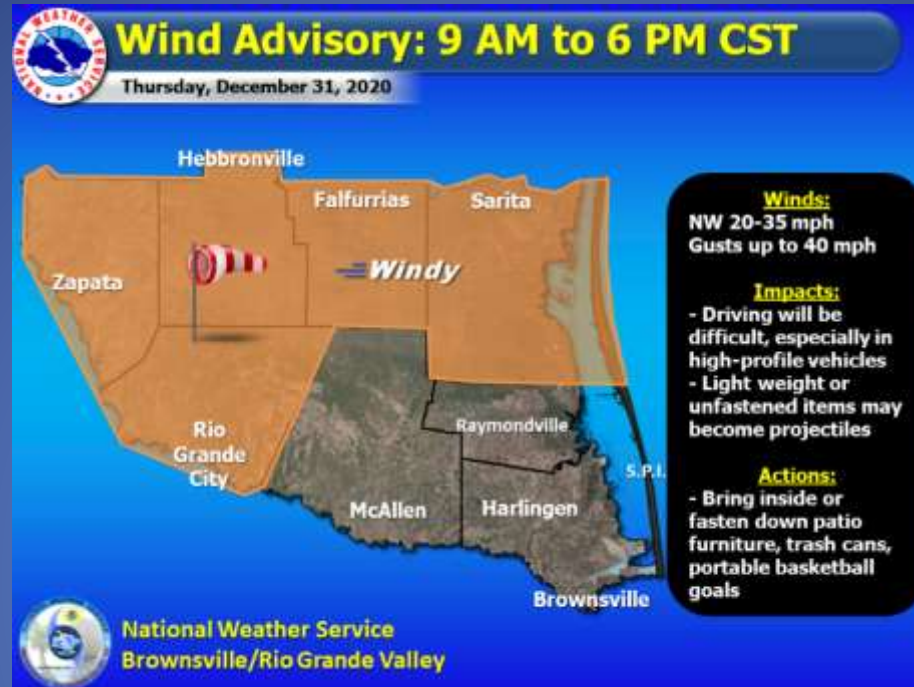 Wind Advisory: 9 AM to 6 PM CST
Thursday, December 31, 2020
NATIONAL WEATHER SERVICE
Hebbronville
Falfurrias
Sarita
Zapata
Windy
Rio
Grande
City
McAllen
Raymondville
Harlingen
S.P.I.
Brownsville
Winds:
NW 20-35 mph
Gusts up to 40 mph
Impacts:
- Driving will be
difficult, especially in
high-profile vehicles
- Light weight or
unfastened items may
become projectiles
Actions:
- Bring inside or
fasten down patio
furniture, trash cans,
portable basketball
goals
National Weather Service
Brownsville/Rio Grande Valley